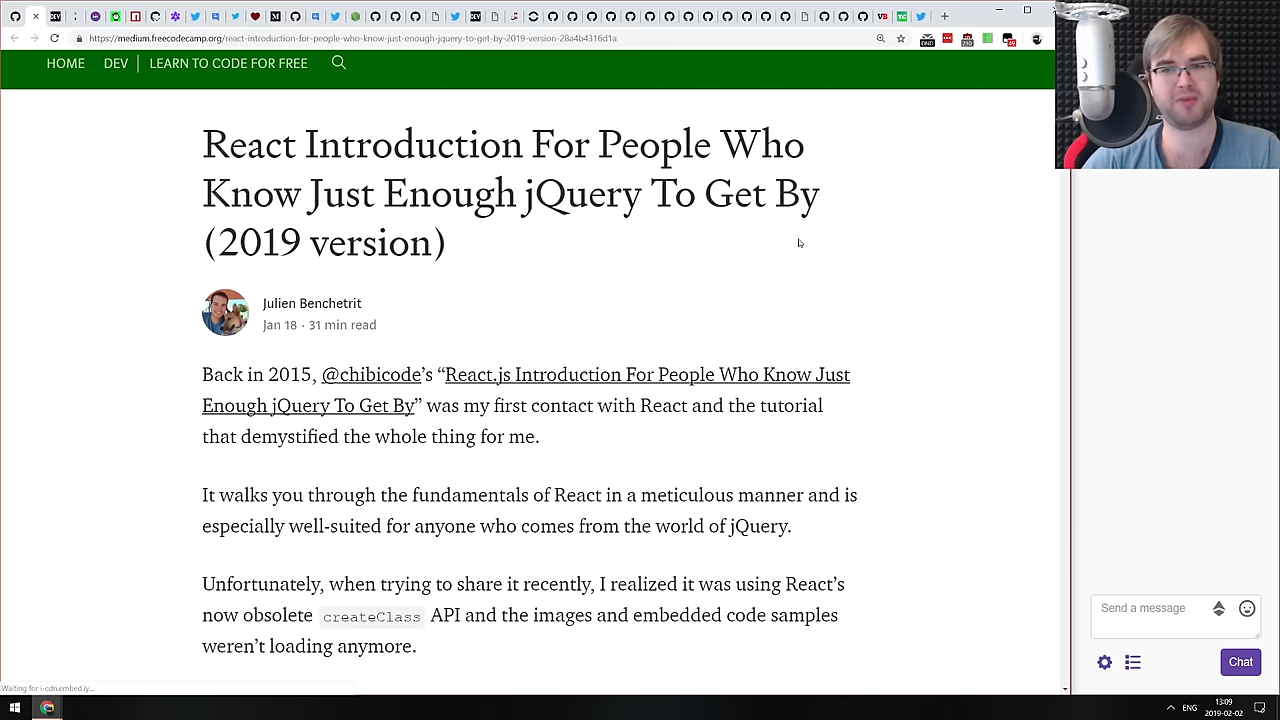 https://medium.freecodecamp.org/react-introduction-for-people-who-know-just-enough-jquery-to-get-by-2019-version-28a4b4316d1a
HOME DEV LEARN TO CODE FOR FREE
React Introduction For People Who
Know Just Enough jQuery To Get By
(2019 version)
Julien Benchetrit
Jan 18 · 31 min read
Back in 2015, @chibicode’s “React.js Introduction For People Who Know Just
Enough jQuery To Get By” was my first contact with React and the tutorial
that demystified the whole thing for me.
It walks you through the fundamentals of React in a meticulous manner and is
especially well-suited for anyone who comes from the world of jQuery.
Unfortunately, when trying to share it recently, I realized it was using React’s
now obsolete createClass API and the images and embedded code samples
weren’t loading anymore.
Waiting for i-cdn.embed.ly...
Send a message
Chat
ENG
13:09
2019-02-02